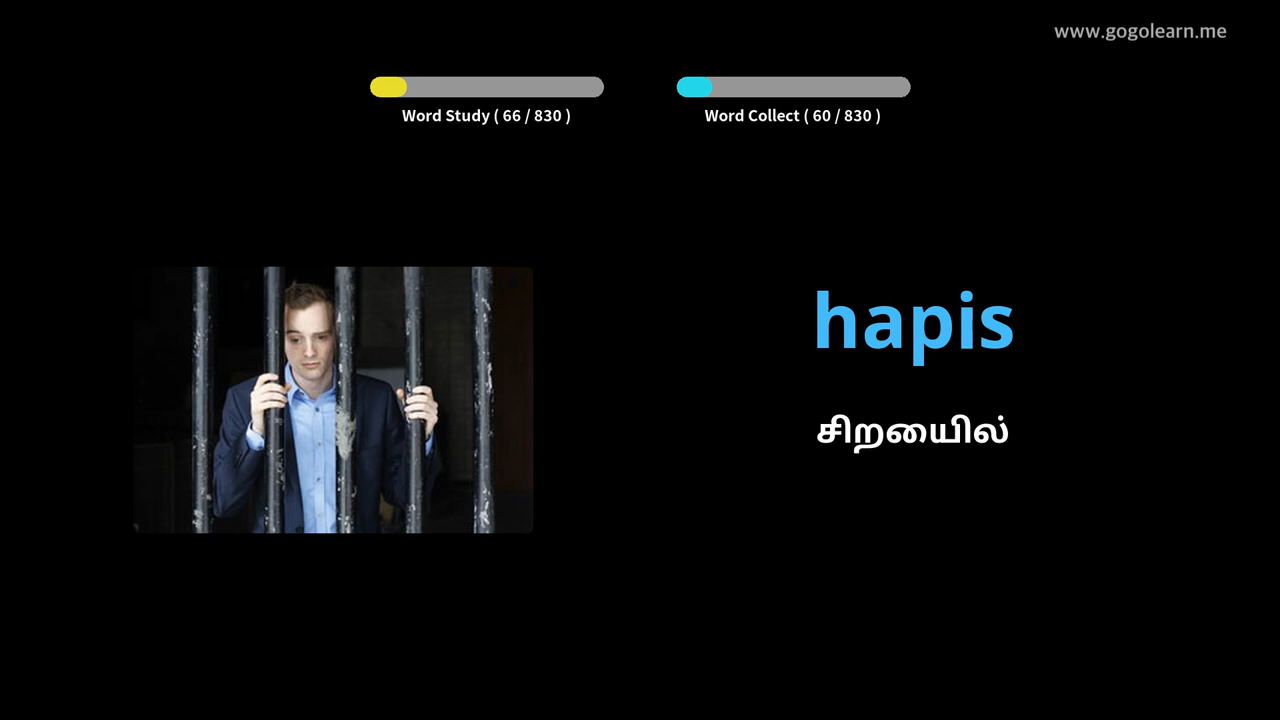 www.gogolearn.me
Word Study ( 66 / 830 )
Word Collect ( 60 / 830 )
hapis
சிறையில்